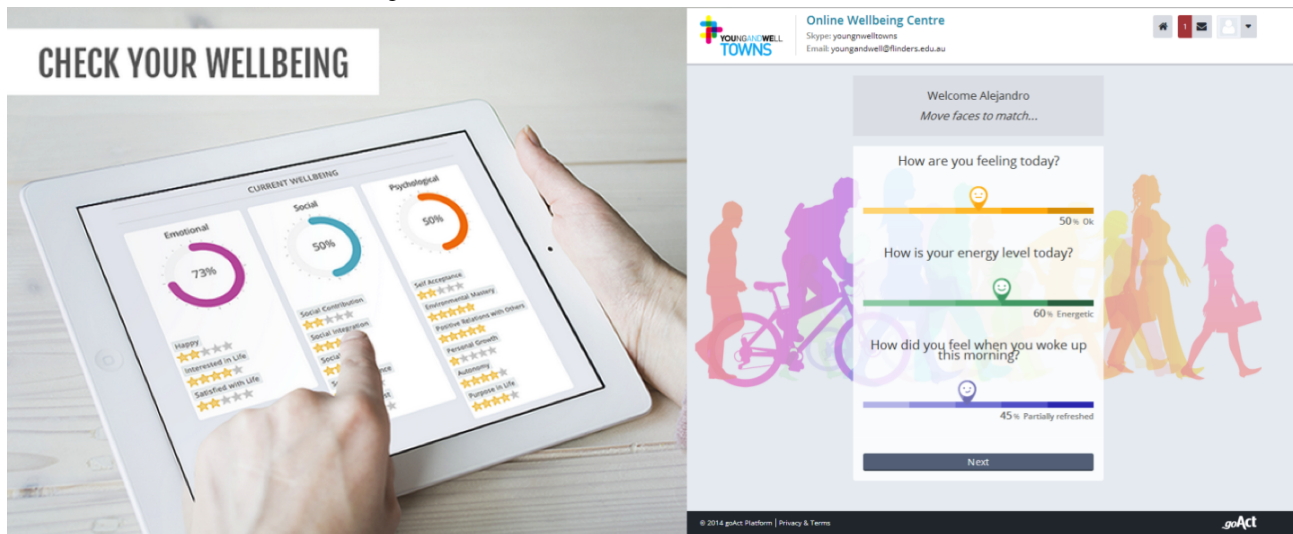 CHECK YOUR WELLBEING
CURRENT WELLBEING
Emotional
73%
Happy
Interested in Life
Satisfied with Life
Social
50%
Social Contribution
Social Integration
Social
Psychological
50%
Self Acceptance
Environmental Mastery
Positive Relations with Others
Personal Growth
Autonomy
Purpose in Life
YOUNGANDWELL
TOWNS
Online Wellbeing Centre
Skype: youngnwelltowns
Email: youngandwell@flinders.edu.au
1
Welcome Alejandro
Move faces to match...
How are you feeling today?
50% Ok
How is your energy level today?
60% Energetic
How did you feel when you woke up
this morning?
45% Partially refreshed
Next
© 2014 goAct Platform | Privacy & Terms
goAct